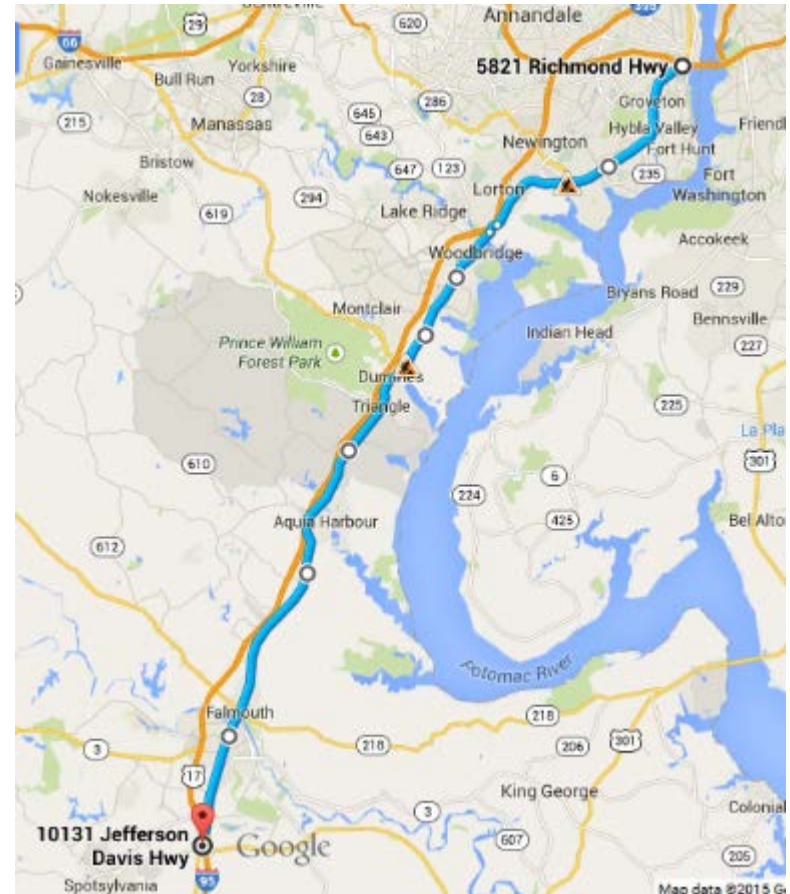 29
620
Annandale
66
Gainesville
Yorkshire
5821 Richmond Hwy
Bull Run
28
286
Groveton
215
645
Manassas
643
Newington
Hybla Valley
Friendl
Fort Hunt
Bristow
647
123
235
Fort
Washington
294
Lorton
Nokesville
619
Lake Ridge
Accokeek
Woodbridge
Bryans Road
229
Montclair
Bennsville
Indian Head
227
Prince William
Forest Park
Dumfries
Triangle
225
La Pla
610
301
224
6
Aquia Harbour
425
Bel Alto
612
Potomac River
Falmouth
218
3
218
206
301
17
King George
3
Colonial
10131 Jefferson
Davis Hwy
Google
607
205
95
Spotsylvania
Map data ©2015 Go